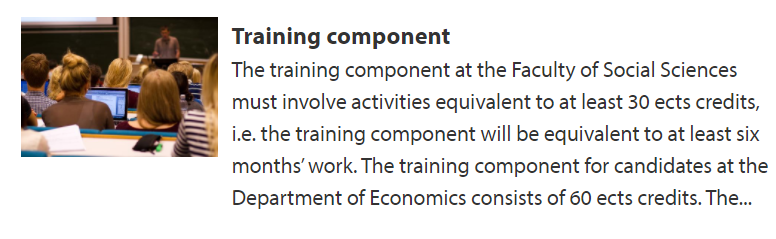 Training component
The training component at the Faculty of Social Sciences
must involve activities equivalent to at least 30 ects credits,
i.e. the training component will be equivalent to at least six
months’ work. The training component for candidates at the
Department of Economics consists of 60 ects credits. The...